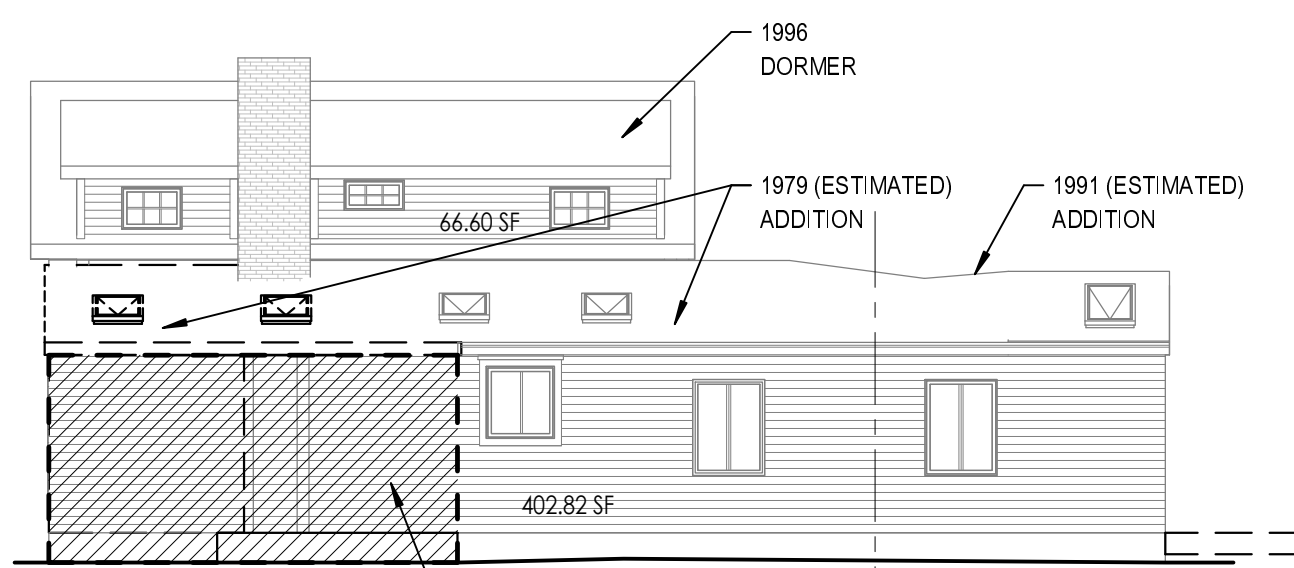 1996
DORMER
1979 (ESTIMATED)
ADDITION
1991 (ESTIMATED)
ADDITION
66.60 SF
402.82 SF